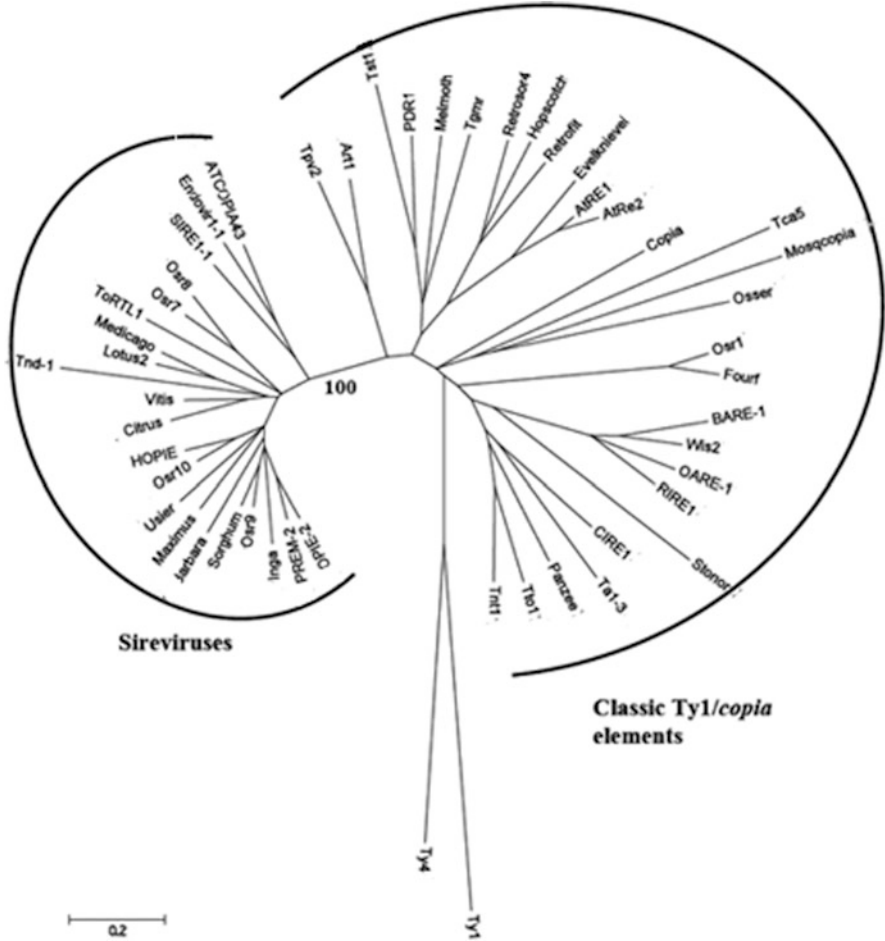 Tst1
PDR1
Melmoth
Tgmr
Retrosor4
Hopscotch
Retrofit
Evelknievel
AtRE1
AtRe2
Copia
Tca5
Mosqcopia
Osser
Osr1
Fourf
BARE-1
Wis2
OARE-1
RIRE1
Stonor
CIRE1
Ta1-3
Panzee
Tto1
Tnt1
Art1
Tpv2
ATCOPIA43
Endovir1-1
SIRE1-1
Osr8
Osr7
ToRTL1
Medicago
Lotus2
Tnd-1
Vitis
Citrus
HOPIE
Osr10
Usier
Maximus
Jarbara
Sorghum
Osr9
Inga
PREM-2
OPIE-2
100
Sireviruses
Classic Ty1/copia
elements
Ty4
Ty1
0.2